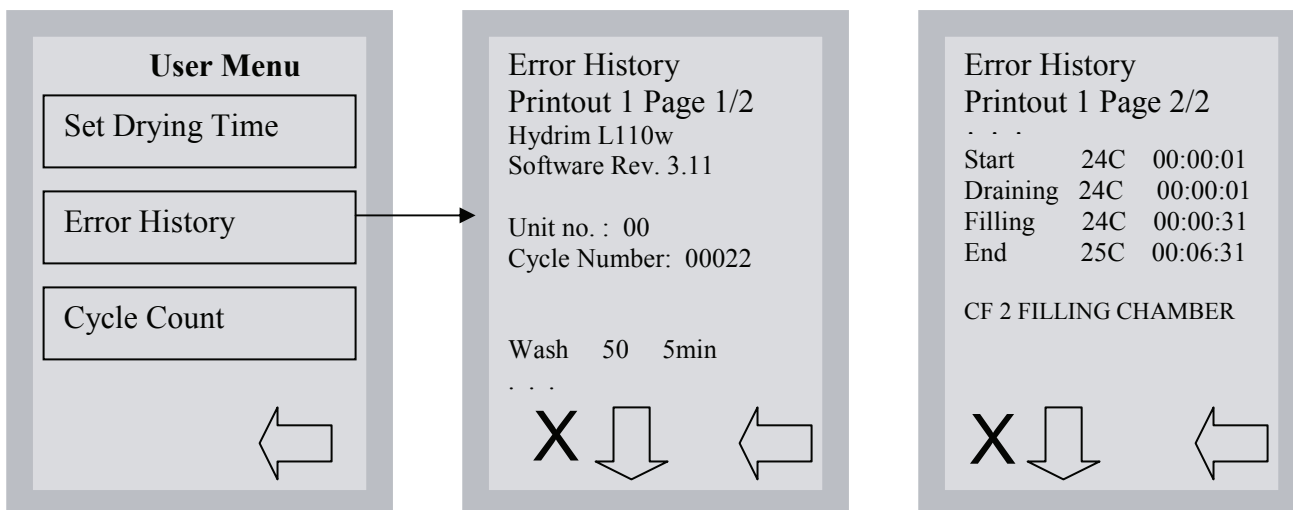 User Menu
Set Drying Time
Error History
Cycle Count
Error History
Printout 1 Page 1/2
Hydrim L110w
Software Rev. 3.11
Unit no. : 00
Cycle Number: 00022
Wash 50 5min
. . .
X
Error History
Printout 1 Page 2/2
. . .
Start 24C 00:00:01
Draining 24C 00:00:01
Filling 24C 00:00:31
End 25C 00:06:31
CF 2 FILLING CHAMBER
X